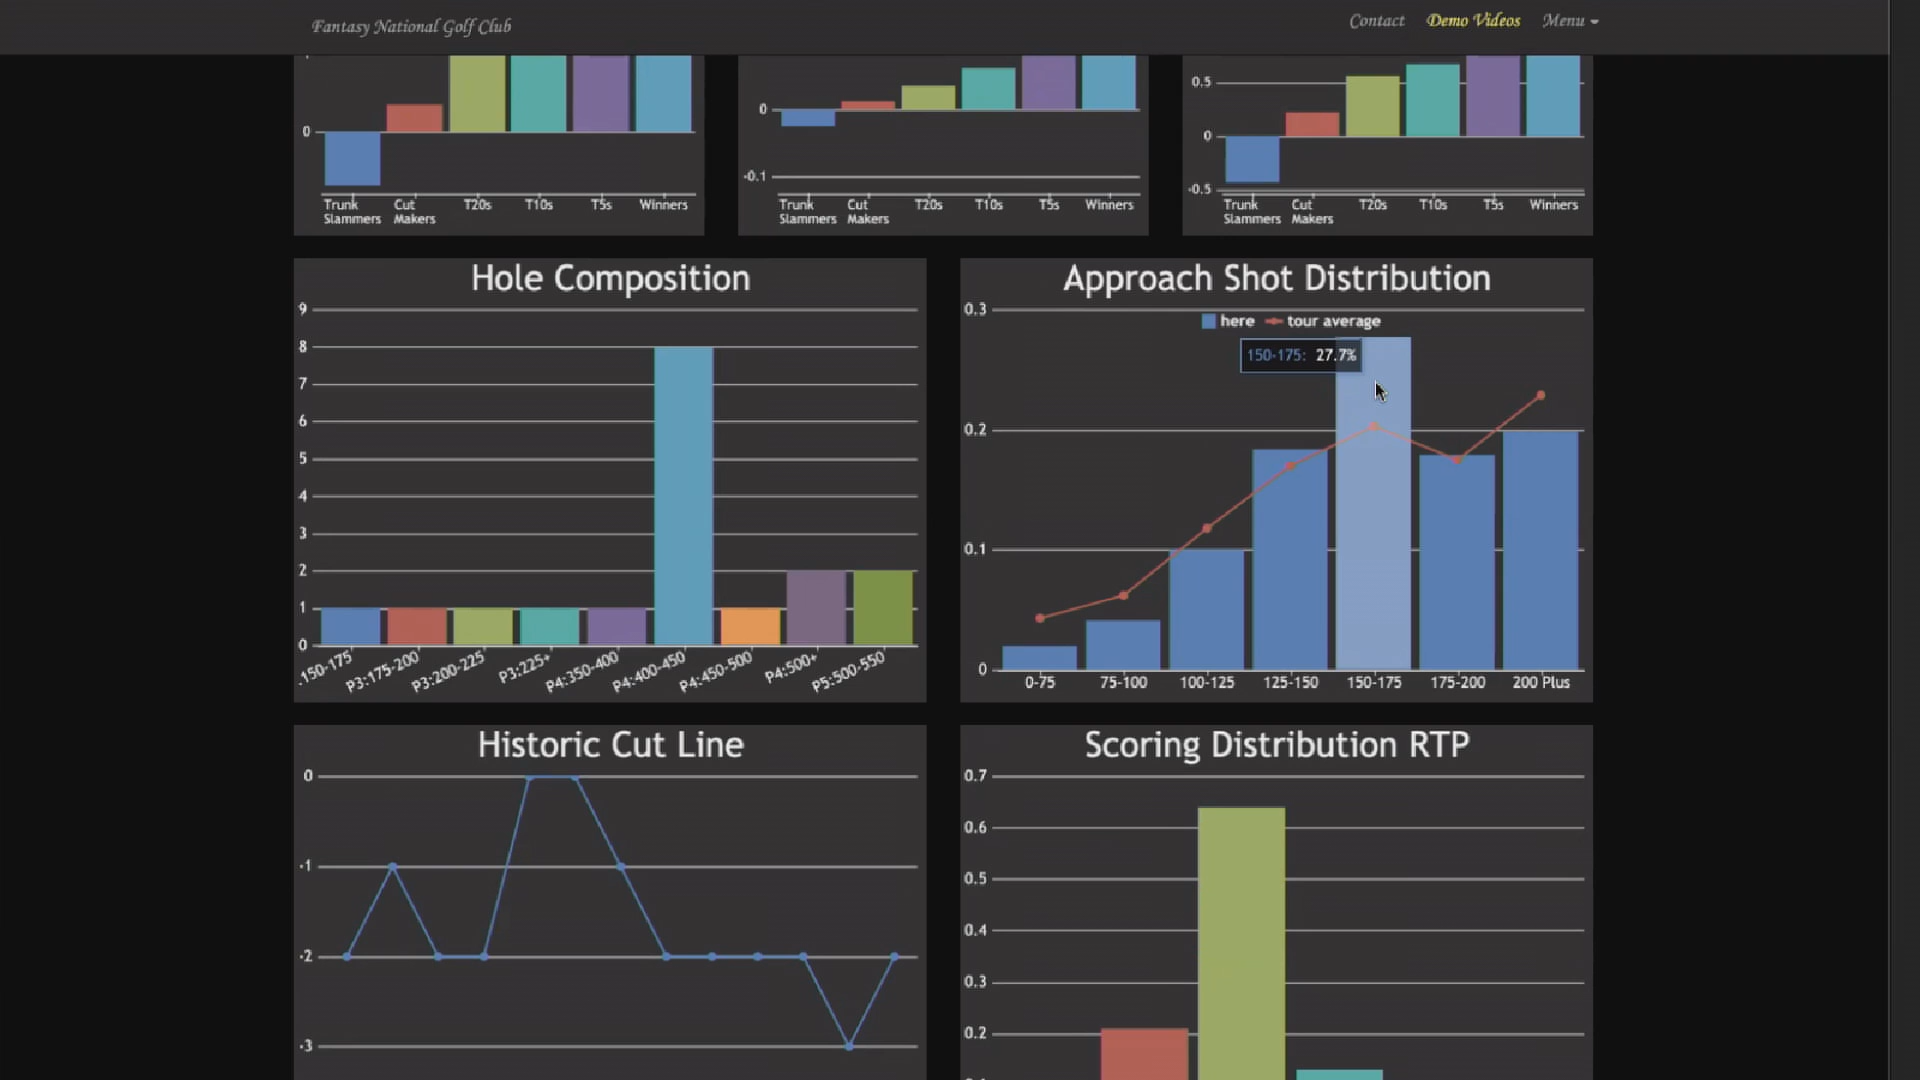 Fantasy National Golf Club
Contact Demo Videos Menu
0
Trunk Slammers
Cut Makers
T20s
T10s
T5s
Winners
0
-0.1
Trunk Slammers
Cut Makers
T20s
T10s
T5s
Winners
0.5
0
-0.5
Trunk Slammers
Cut Makers
T20s
T10s
T5s
Winners
Hole Composition
9
8
7
6
5
4
3
2
1
0
:150-175
P3:175-200
P3:200-225
P3:225+
P4:350-400
P4:400-450
P4:450-500
P4:500+
P5:500-550
Approach Shot Distribution
0.3
here tour average
150-175: 27.7%
0.2
0.1
0
0-75
75-100
100-125
125-150
150-175
175-200
200 Plus
Historic Cut Line
0
-1
-2
-3
Scoring Distribution RTP
0.7
0.6
0.5
0.4
0.3
0.2